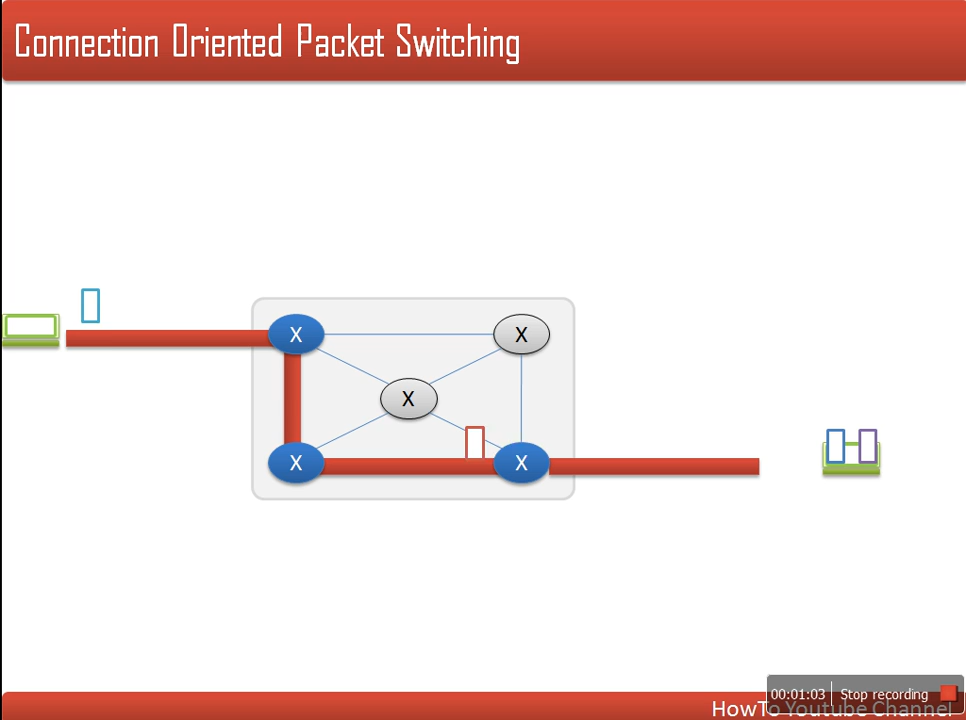 Connection Oriented Packet Switching
X
X
X
X
X
00:01:03 Stop recording
HowTo Youtube Channel